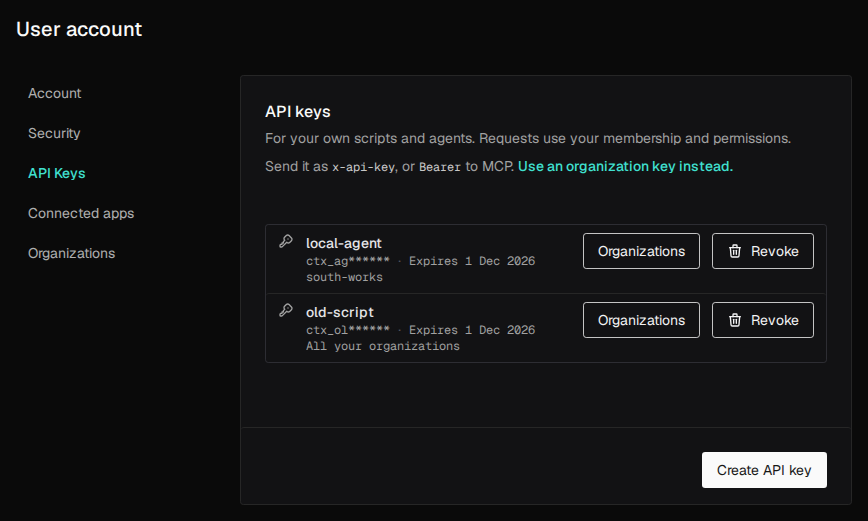 User account
Account
Security
API Keys
Connected apps
Organizations
API keys
For your own scripts and agents. Requests use your membership and permissions.
Send it as x-api-key, or Bearer to MCP. Use an organization key instead.
local-agent
ctx_ag****** · Expires 1 Dec 2026
south-works
Organizations
Revoke
old-script
ctx_ol****** · Expires 1 Dec 2026
All your organizations
Organizations
Revoke
Create API key